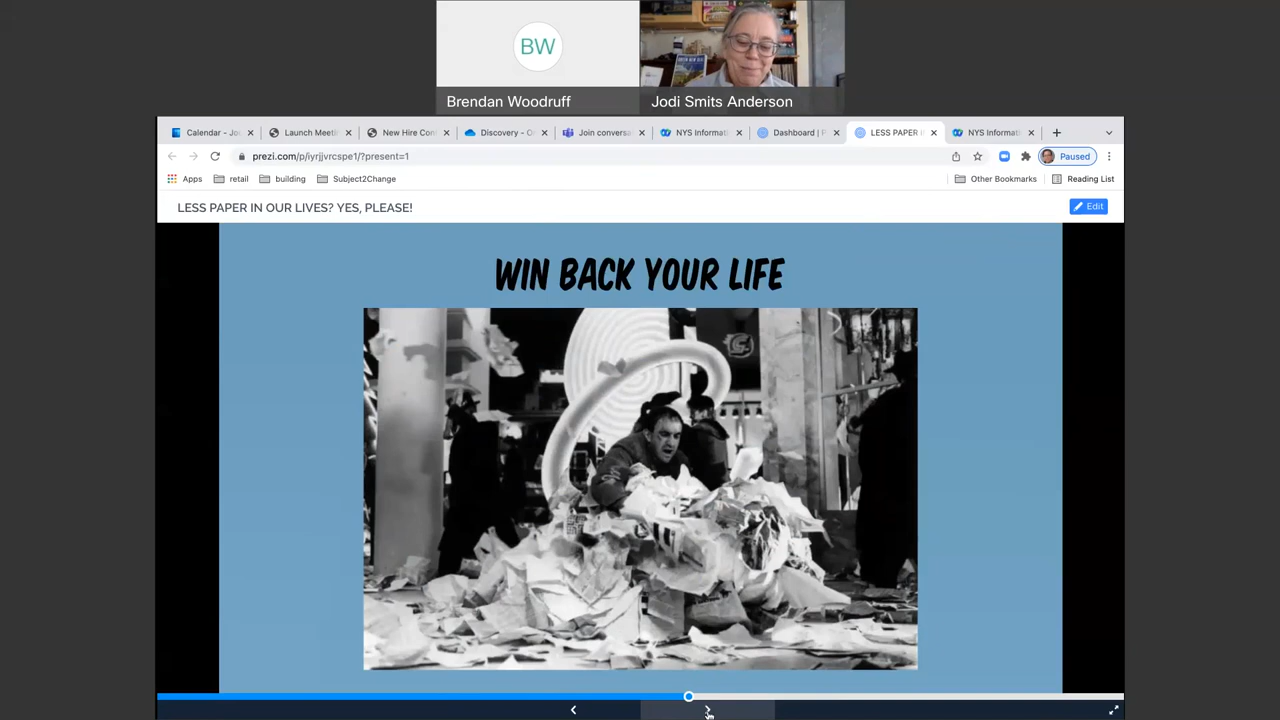 BW
Brendan Woodruff
Jodi Smits Anderson
Calendar - Jo
Launch Meeti
New Hire Con
Discovery - O
Join conversa
NYS Informati
Dashboard | P
LESS PAPER I
NYS Informati
prezi.com/p/iyrjjvrcspe1/?present=1
Paused
Apps
retail
building
Subject2Change
Other Bookmarks
Reading List
LESS PAPER IN OUR LIVES? YES, PLEASE!
Edit
WIN BACK YOUR LIFE